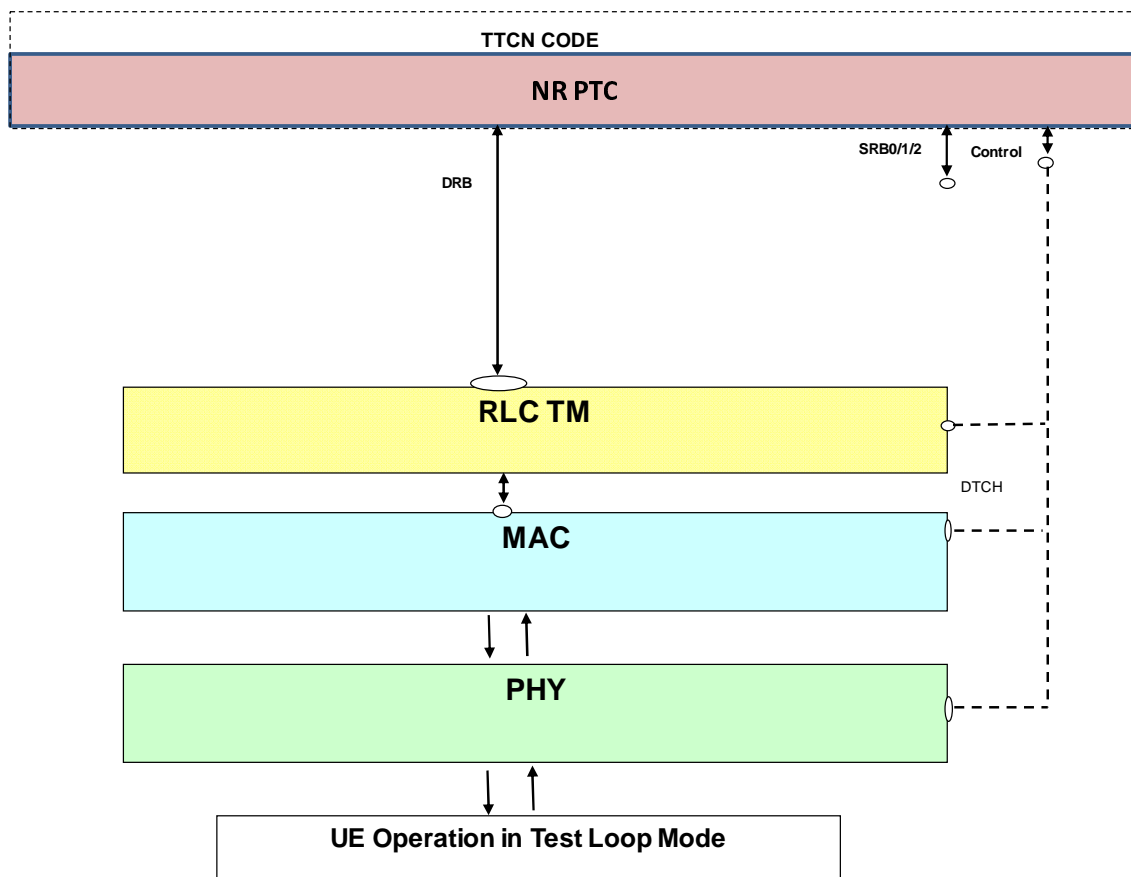 TTCN CODE
NR PTC
SRB0/1/2
Control
DRB
RLC TM
DTCH
MAC
PHY
UE Operation in Test Loop Mode